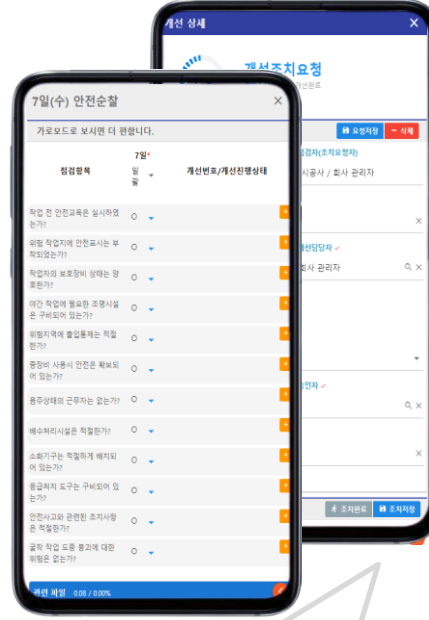 개선 상세 ×
개선조치요청
요청저장 - 삭제
시공사 / 회사 관리자
×
회사 관리자 ×
×
×
조치완료 조치저장
7일(수) 안전순찰 ×
가로모드로 보시면 더 편합니다.
7일*
점검항목 일괄 개선번호/개선진행상태
작업 전 안전교육은 실시하였
는가? O +
위험 작업지에 안전표시는 부
착되었는가? O +
작업자의 보호장비 상태는 양
호한가? O +
야간 작업에 필요한 조명시설
은 구비되어 있는가? O +
위험지역에 출입통제는 적절
한가? O +
중장비 사용시 안전은 확보되
어 있는가? O +
음주상태의 근무자는 없는가? O +
배수처리시설은 적절한가? O +
소화기구는 적절하게 배치되
어 있는가? O +
응급처치 도구는 구비되어 있
는가? O +
안전사고와 관련된 조치사항
은 적절한가? O +
굴착 작업 도중 붕괴에 대한
위험은 없는가? O +
관련 파일 0.0B / 0.00%